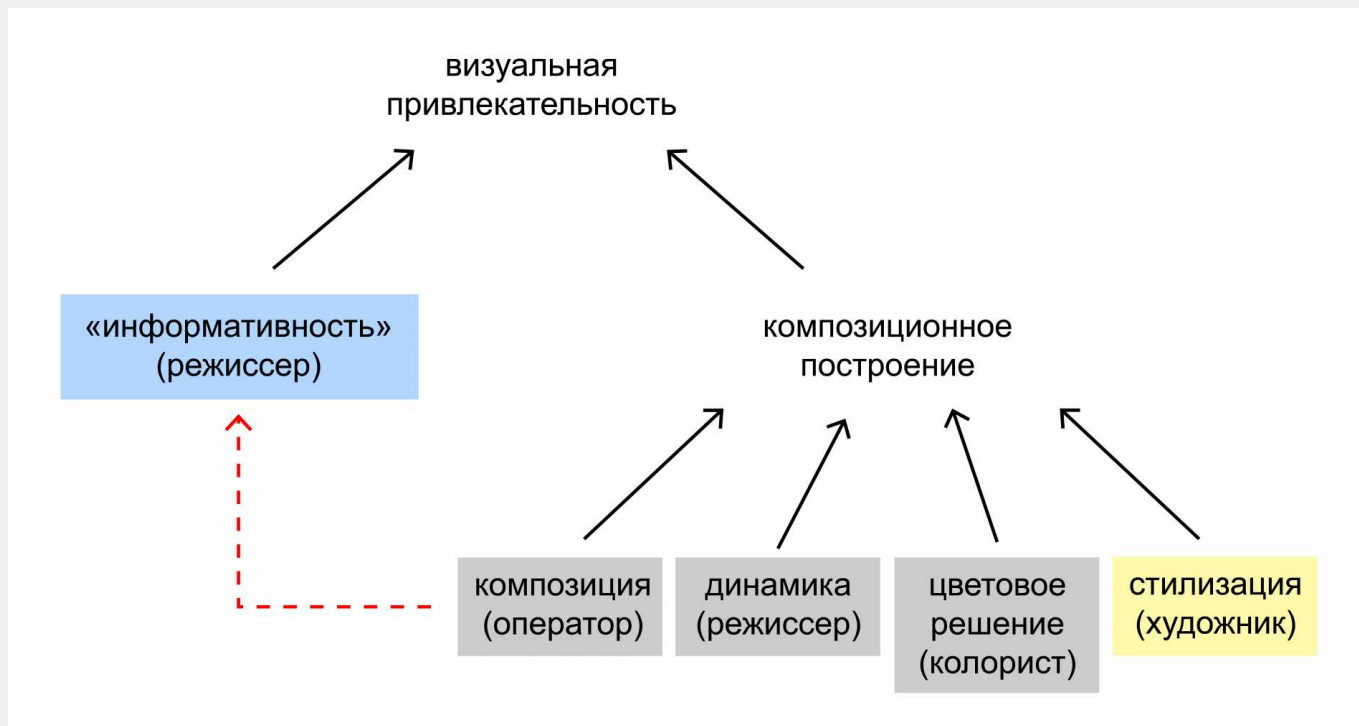 визуальная
привлекательность
«информативность»
(режиссер)
композиционное
построение
композиция
(оператор)
динамика
(режиссер)
цветовое
решение
(колорист)
стилизация
(художник)